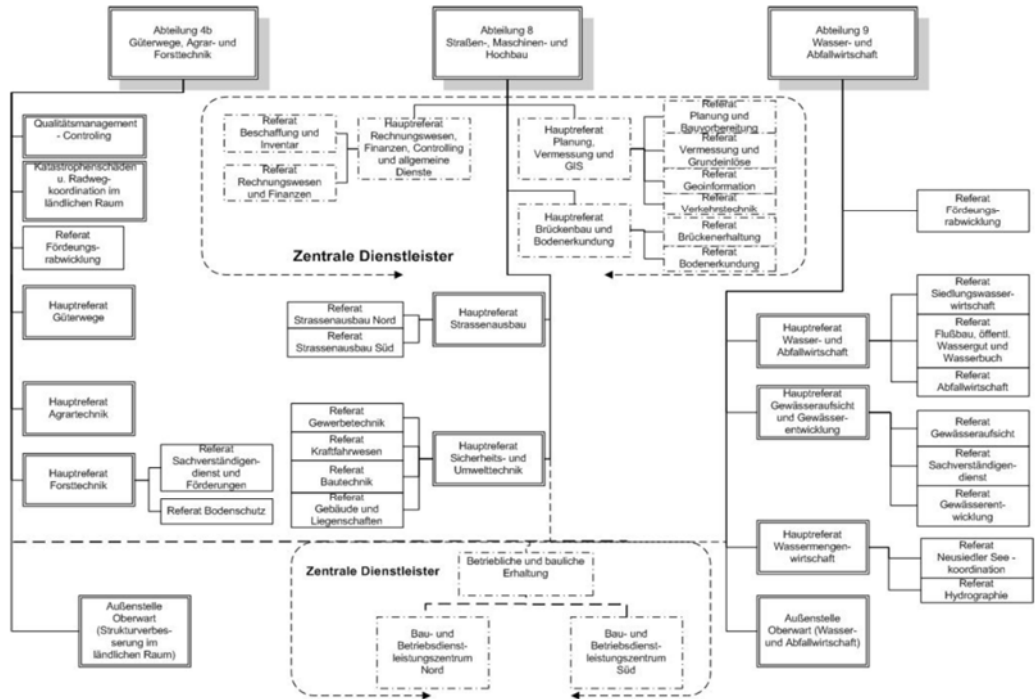 Abteilung 4b
Güterwege, Agrar- und
Forsttechnik
Abteilung 8
Straßen-, Maschinen- und
Hochbau
Abteilung 9
Wasser- und
Abfallwirtschaft
Qualitätsmanagement
- Controling
Katastrophenschäden
u. Radweg-
koordination im
ländlichen Raum
Referat
Fördeungs-
rabwicklung
Hauptreferat
Güterwege
Hauptreferat
Agrartechnik
Hauptreferat
Forsttechnik
Referat
Sachverständigen-
dienst und
Förderungen
Referat Bodenschutz
Außenstelle
Oberwart
(Strukturverbes-
serung im
ländlichen Raum)
Referat
Beschaffung und
Inventar
Referat
Rechnungswesen
und Finanzen
Hauptreferat
Rechnungswesen,
Finanzen, Controlling
und allgemeine
Dienste
Hauptreferat
Planung,
Vermessung und
GIS
Referat
Planung und
Bauvorbereitung
Referat
Vermessung und
Grundeinlöse
Referat
Geoinformation
Referat
Verkehrstechnik
Hauptreferat
Brückenbau und
Bodenerkundung
Referat
Brückenerhaltung
Referat
Bodenerkundung
Zentrale Dienstleister
Referat
Strassenausbau Nord
Referat
Strassenausbau Süd
Hauptreferat
Strassenausbau
Referat
Gewerbetechnik
Referat
Kraftfahrwesen
Referat
Bautechnik
Referat
Gebäude und
Liegenschaften
Hauptreferat
Sicherheits- und
Umwelttechnik
Zentrale Dienstleister
Betriebliche und bauliche
Erhaltung
Bau- und
Betriebsdienst-
leistungszentrum
Nord
Bau- und
Betriebsdienst-
leistungszentrum
Süd
Referat
Fördeungs-
rabwicklung
Hauptreferat
Wasser- und
Abfallwirtschaft
Referat
Siedlungswasser-
wirtschaft
Referat
Flußbau, öffentl.
Wassergut und
Wasserbuch
Referat
Abfallwirtschaft
Hauptreferat
Gewässeraufsicht
und Gewässer-
entwicklung
Referat
Gewässeraufsicht
Referat
Sachverständigen-
dienst
Referat
Gewässerent-
wicklung
Hauptreferat
Wassermengen-
wirtschaft
Referat
Neusiedler See -
koordination
Referat
Hydrographie
Außenstelle
Oberwart (Wasser-
und Abfallwirtschaft)